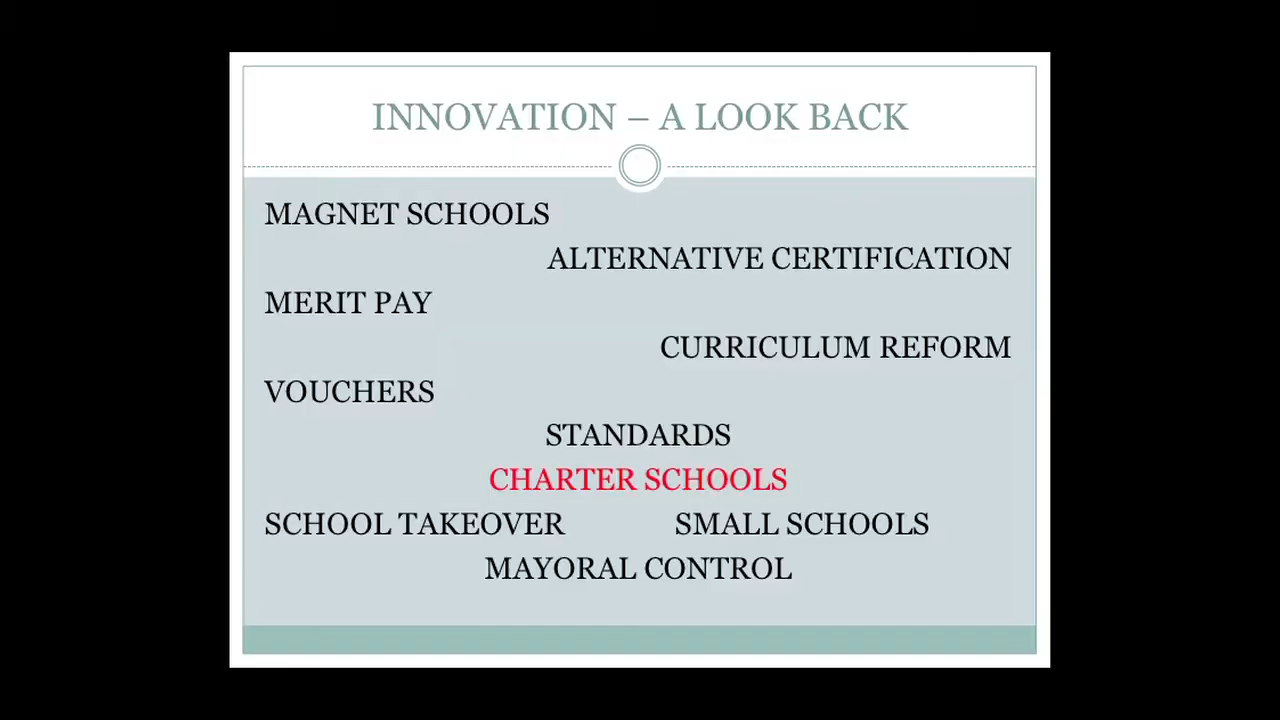 INNOVATION – A LOOK BACK
MAGNET SCHOOLS
ALTERNATIVE CERTIFICATION
MERIT PAY
CURRICULUM REFORM
VOUCHERS
STANDARDS
CHARTER SCHOOLS
SCHOOL TAKEOVER SMALL SCHOOLS
MAYORAL CONTROL